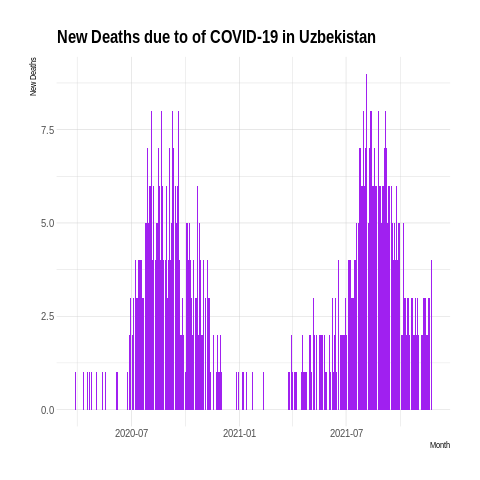 New Deaths due to of COVID-19 in Uzbekistan
New Deaths
7.5
5.0
2.5
0.0
2020-07 2021-01 2021-07
Month